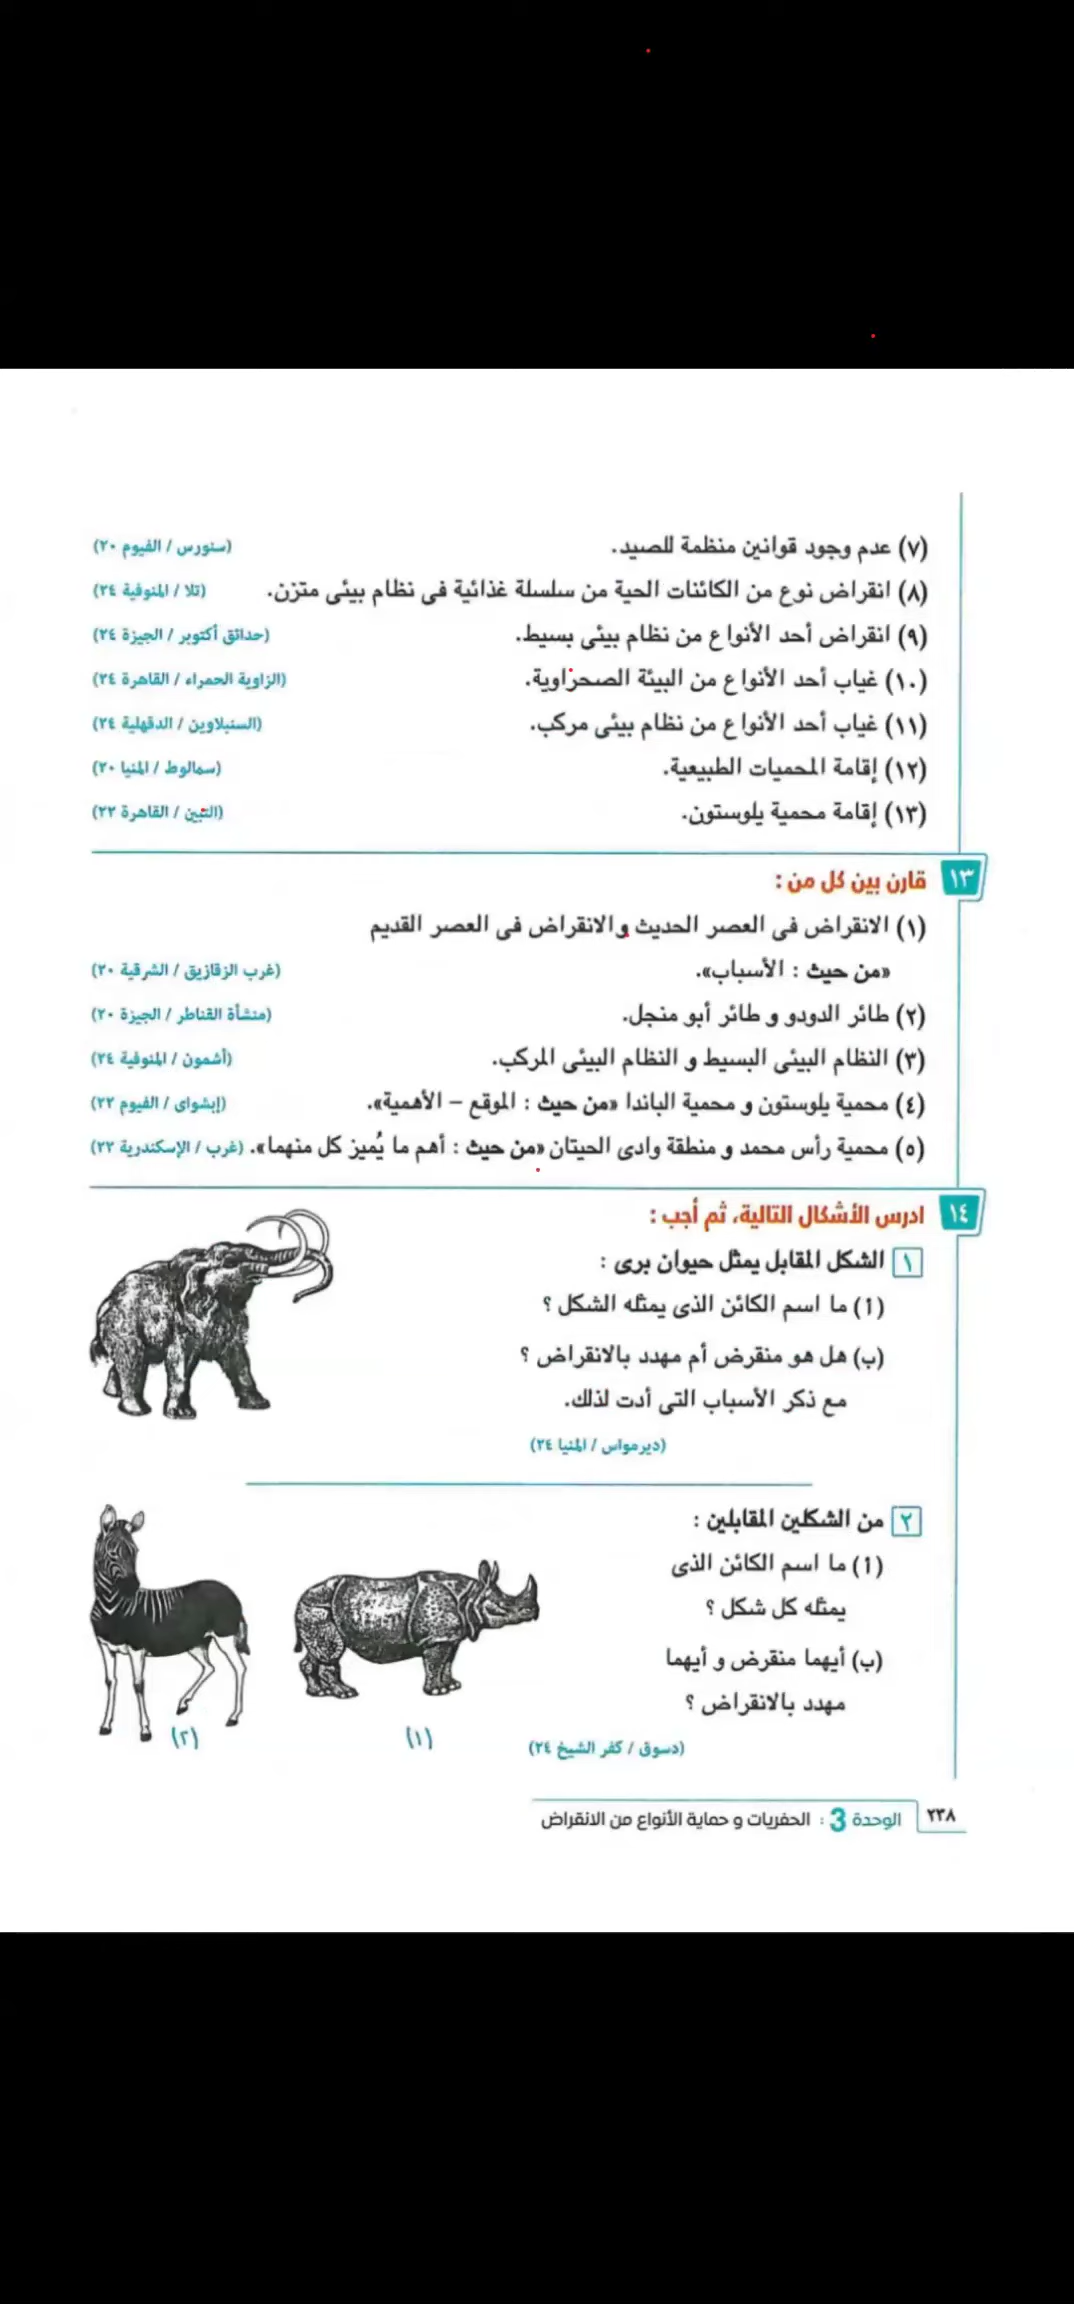 (٧) عدم وجود قوانين منظمة للصيد. (سنورس / الفيوم ٢٠)
(٨) انقراض نوع من الكائنات الحية من سلسلة غذائية فى نظام بيئى متزن. (تلا / المنوفية ٢٤)
(٩) انقراض أحد الأنواع من نظام بيئى بسيط. (حدائق أكتوبر / الجيزة ٢٤)
(١٠) غياب أحد الأنواع من البيئة الصحراوية. (الزاوية الحمراء / القاهرة ٢٤)
(١١) غياب أحد الأنواع من نظام بيئى مركب. (السنبلاوين / الدقهلية ٢٤)
(١٢) إقامة المحميات الطبيعية. (سمالوط / المنيا ٢٠)
(١٣) إقامة محمية يلوستون. (التبين / القاهرة ٢٢)
١٣ قارن بين كل من :
(١) الانقراض فى العصر الحديث و الانقراض فى العصر القديم
«من حيث : الأسباب». (غرب الزقازيق / الشرقية ٢٠)
(٢) طائر الدودو و طائر أبو منجل. (منشأة القناطر / الجيزة ٢٠)
(٣) النظام البيئى البسيط و النظام البيئى المركب. (أشمون / المنوفية ٢٤)
(٤) محمية يلوستون و محمية الباندا «من حيث : الموقع – الأهمية». (إبشواى / الفيوم ٢٢)
(٥) محمية رأس محمد و منطقة وادى الحيتان «من حيث : أهم ما يُميز كل منهما». (غرب / الإسكندرية ٢٢)
١٤ ادرس الأشكال التالية، ثم أجب :
١ الشكل المقابل يمثل حيوان برى :
(أ) ما اسم الكائن الذى يمثله الشكل ؟
(ب) هل هو منقرض أم مهدد بالانقراض ؟
مع ذكر الأسباب التى أدت لذلك.
(ديرمواس / المنيا ٢٤)
٢ من الشكلين المقابلين :
(أ) ما اسم الكائن الذى
يمثله كل شكل ؟
(ب) أيهما منقرض و أيهما
مهدد بالانقراض ؟
(دسوق / كفر الشيخ ٢٤)
(١)
(٢)
٢٣٨ الوحدة 3 : الحفريات و حماية الأنواع من الانقراض